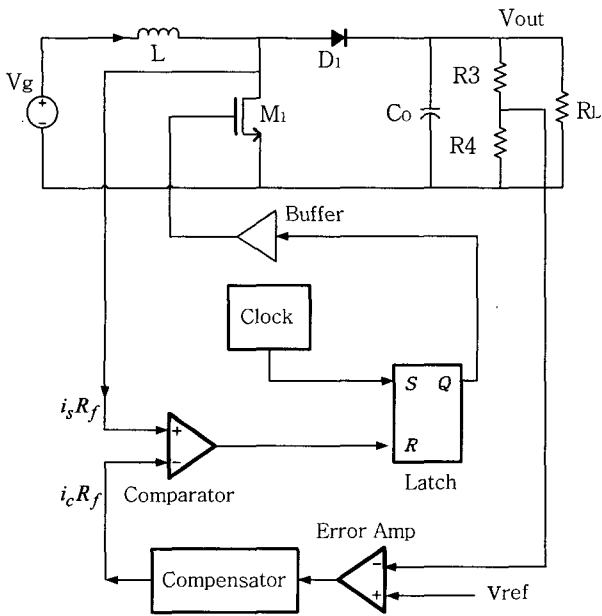 Vout
L
D1
R3
Vg
M1
Co
RL
R4
Buffer
Clock
S Q
isRf
R
icRf
Comparator
Latch
Error Amp
Compensator
vref